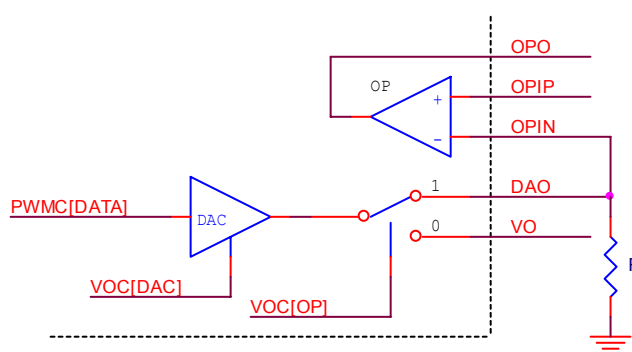 OPO
OP
OPIP
+
OPIN
-
1
DAO
PWMC[DATA]
DAC
0
VO
VOC[DAC]
VOC[OP]